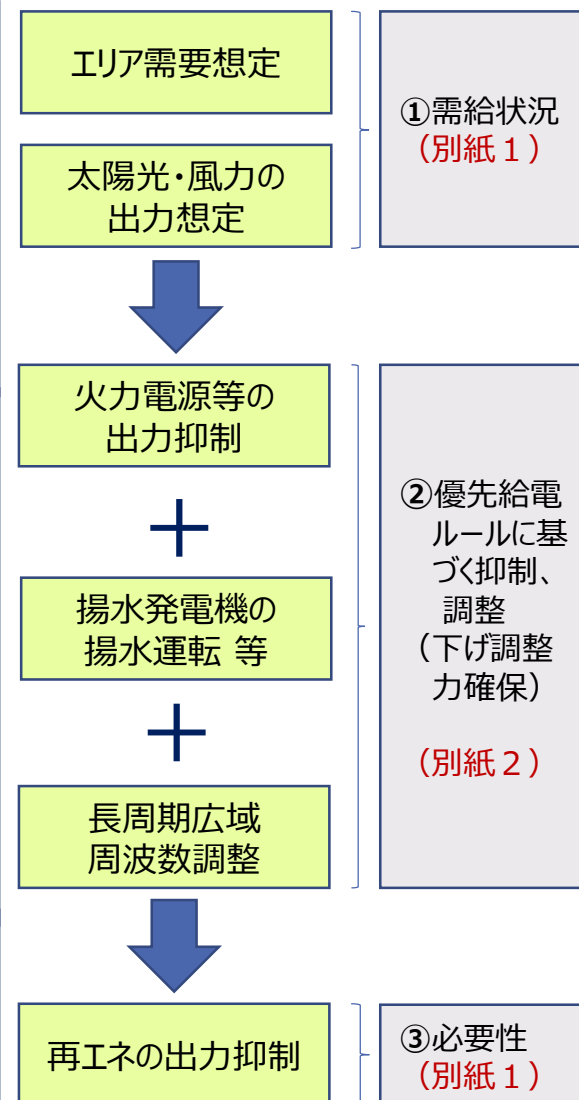 エリア需要想定
太陽光・風力の
出力想定
①需給状況
（別紙１）
火力電源等の
出力抑制
＋
揚水発電機の
揚水運転 等
＋
長周期広域
周波数調整
②優先給電
ルールに基
づく抑制、
調整
（下げ調整
力確保）
（別紙２）
再エネの出力抑制
③必要性
（別紙１）